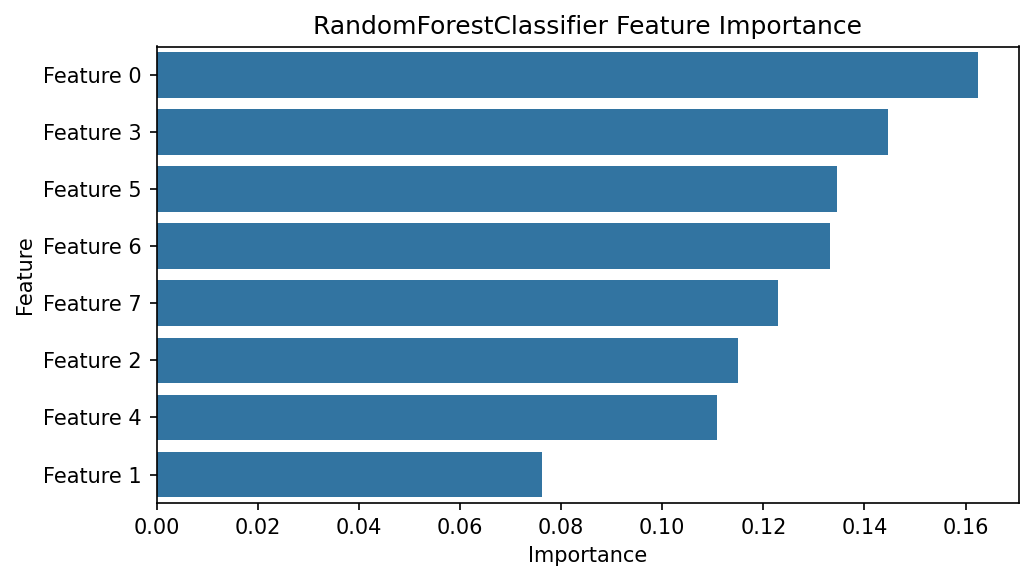 RandomForestClassifier Feature Importance
Feature
Feature 0
Feature 3
Feature 5
Feature 6
Feature 7
Feature 2
Feature 4
Feature 1
0.00 0.02 0.04 0.06 0.08 0.10 0.12 0.14 0.16
Importance